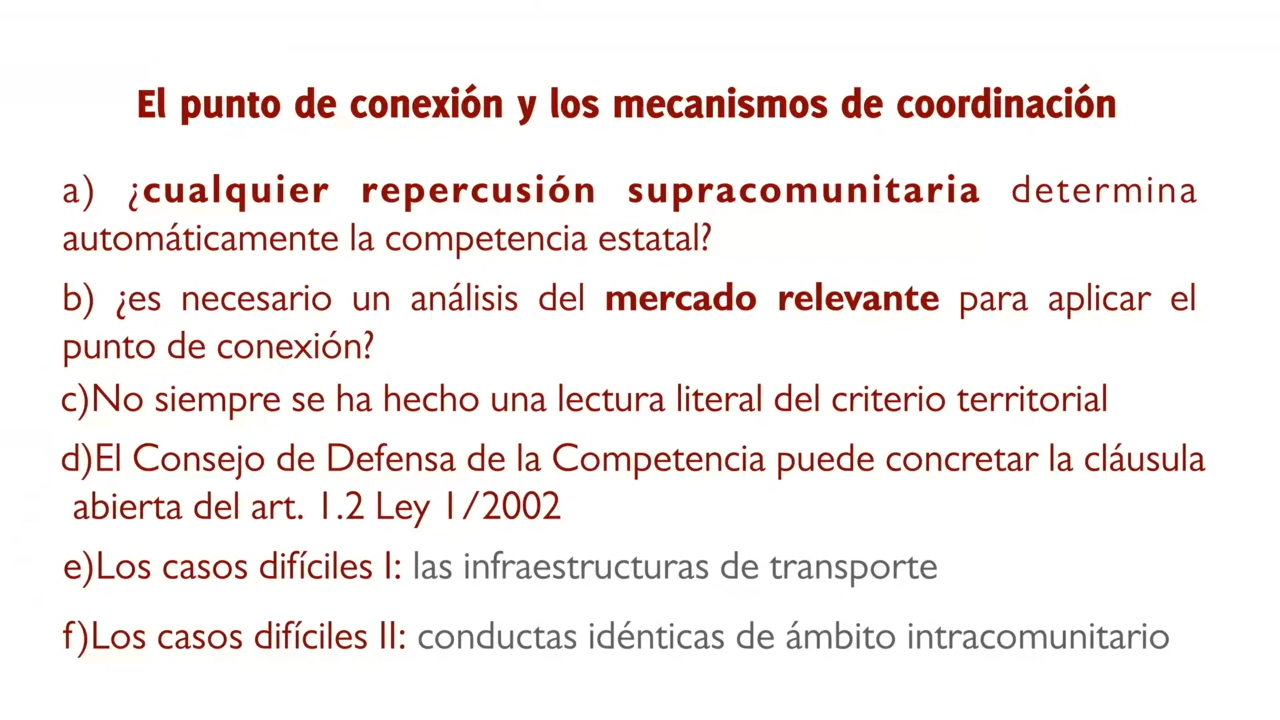 El punto de conexión y los mecanismos de coordinación
a) ¿cualquier repercusión supracomunitaria determina
automáticamente la competencia estatal?
b) ¿es necesario un análisis del mercado relevante para aplicar el
punto de conexión?
c)No siempre se ha hecho una lectura literal del criterio territorial
d)El Consejo de Defensa de la Competencia puede concretar la cláusula
abierta del art. 1.2 Ley 1/2002
e)Los casos difíciles I: las infraestructuras de transporte
f)Los casos difíciles II: conductas idénticas de ámbito intracomunitario